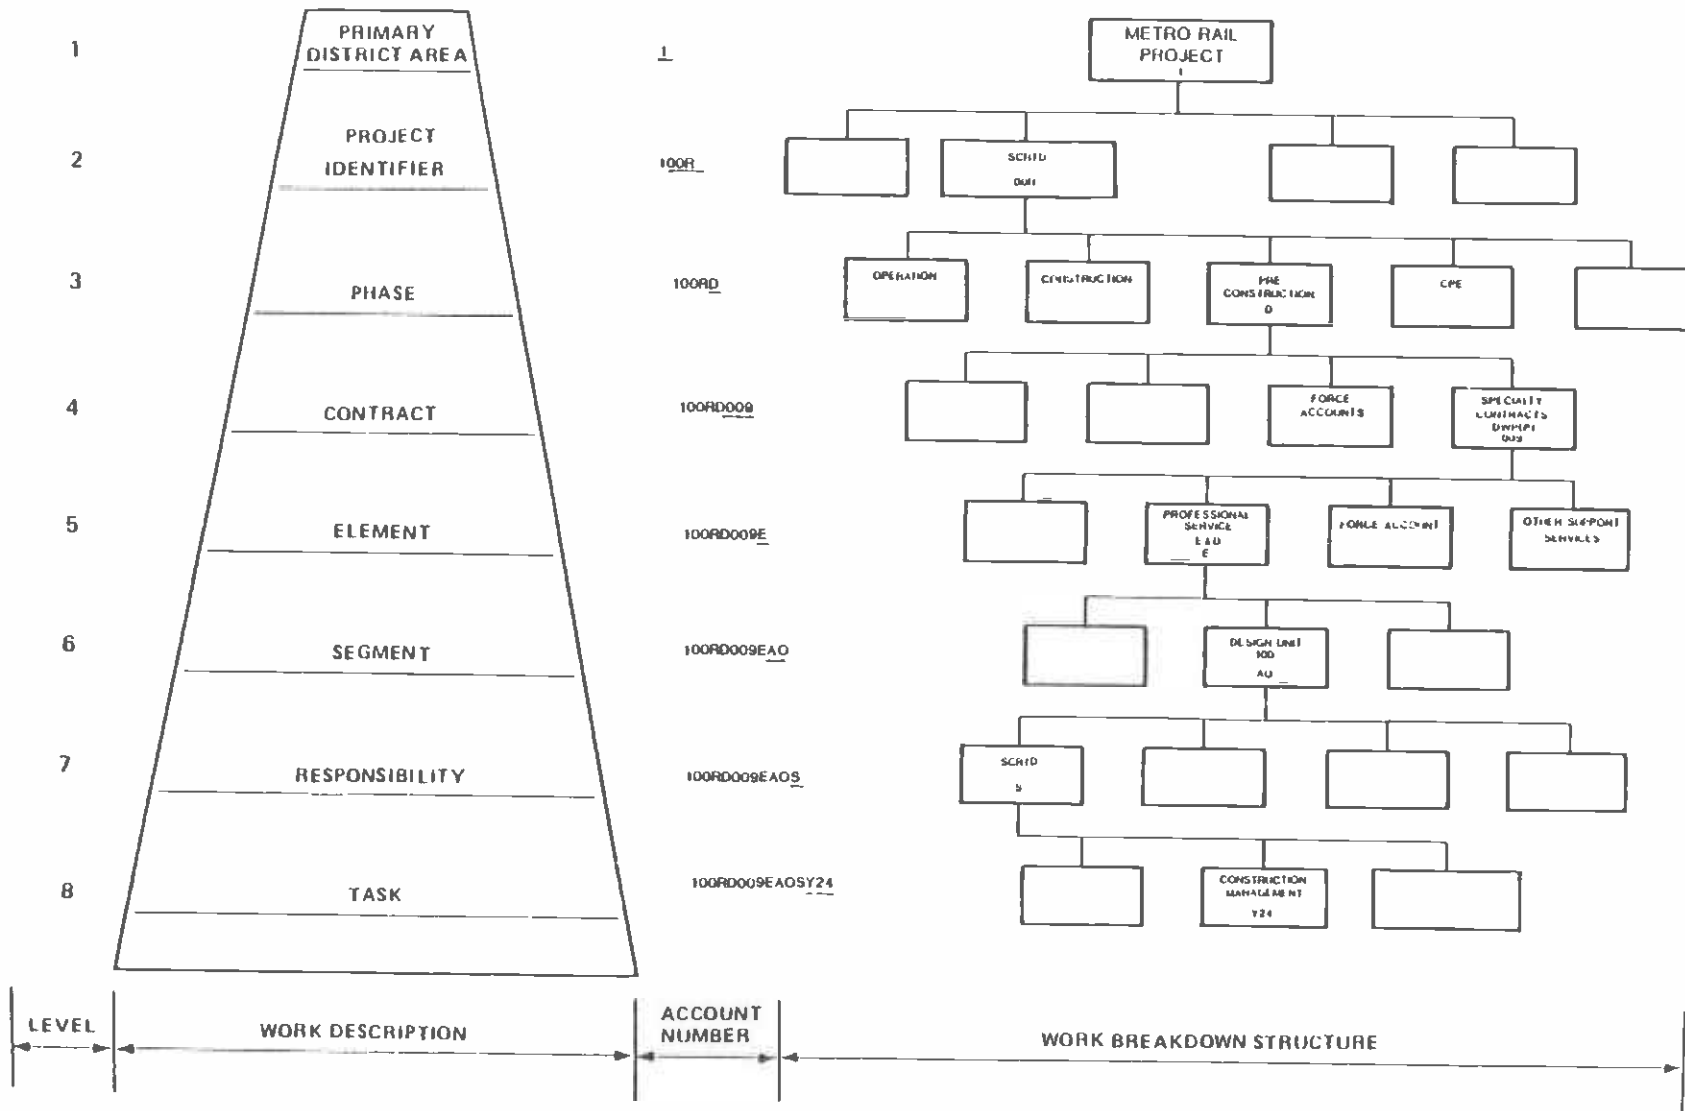 1
PRIMARY
DISTRICT AREA
1
METRO RAIL
PROJECT
1
2
PROJECT
IDENTIFIER
100R
SCRTD
00R
3
PHASE
100RD
OPERATION
CONSTRUCTION
PRE
CONSTRUCTION
D
CPE
4
CONTRACT
100RD009
FORCE
ACCOUNTS
SPECIALTY
CONTRACTS
009
5
ELEMENT
100RD009E
PROFESSIONAL
SERVICE
E&D
E
FORCE ACCOUNT
OTHER SUPPORT
SERVICES
6
SEGMENT
100RD009EAO
DESIGN UNIT
100
AO
7
RESPONSIBILITY
100RD009EAOS
SCRTD
S
8
TASK
100RD009EAOSY24
CONSTRUCTION
MANAGEMENT
Y24
LEVEL
WORK DESCRIPTION
ACCOUNT
NUMBER
WORK BREAKDOWN STRUCTURE